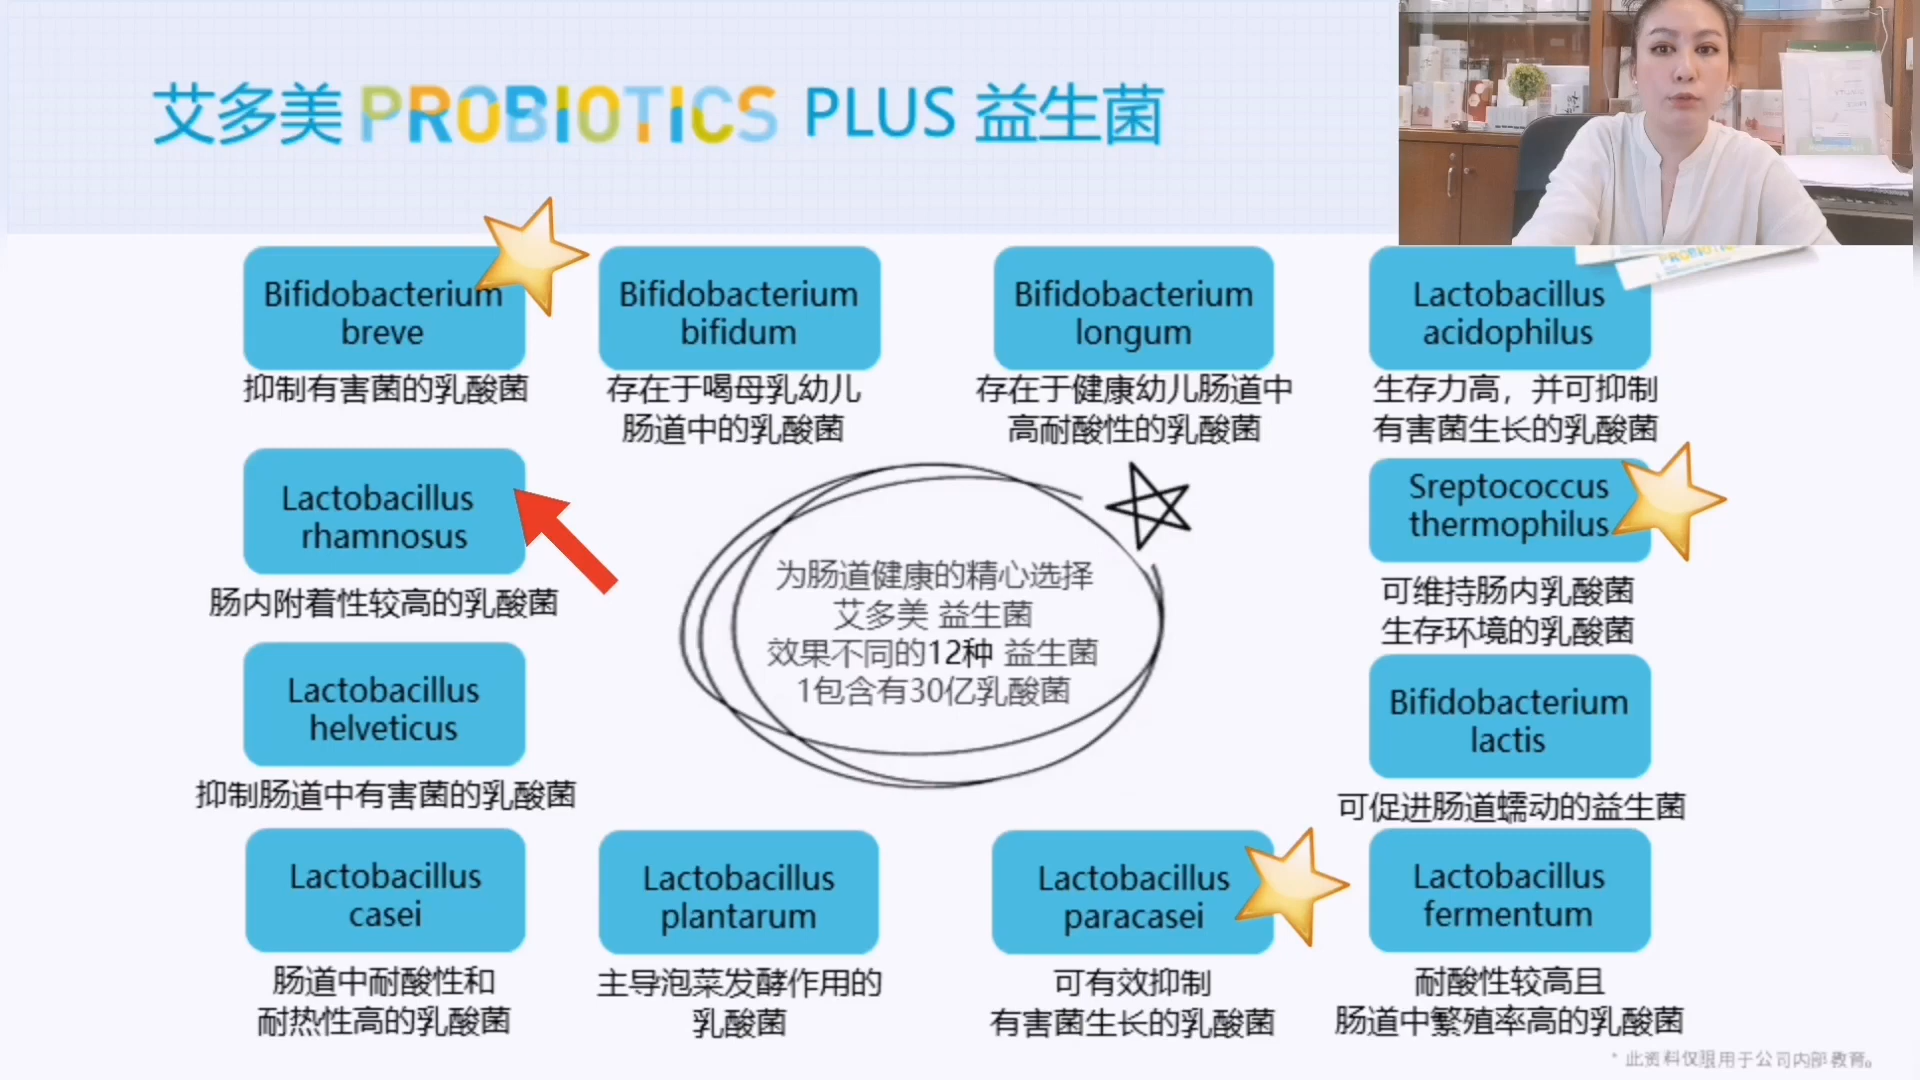 艾多美 PROBIOTICS PLUS 益生菌
PROBIOTICS
Bifidobacterium
breve
抑制有害菌的乳酸菌
Bifidobacterium
bifidum
存在于喝母乳幼儿
肠道中的乳酸菌
Bifidobacterium
longum
存在于健康幼儿肠道中
高耐酸性的乳酸菌
Lactobacillus
acidophilus
生存力高，并可抑制
有害菌生长的乳酸菌
Lactobacillus
rhamnosus
肠内附着性较高的乳酸菌
为肠道健康的精心选择
艾多美 益生菌
效果不同的12种 益生菌
1包含有30亿乳酸菌
Sreptococcus
thermophilus
可维持肠内乳酸菌
生存环境的乳酸菌
Lactobacillus
helveticus
抑制肠道中有害菌的乳酸菌
Bifidobacterium
lactis
可促进肠道蠕动的益生菌
Lactobacillus
casei
肠道中耐酸性和
耐热性高的乳酸菌
Lactobacillus
plantarum
主导泡菜发酵作用的
乳酸菌
Lactobacillus
paracasei
可有效抑制
有害菌生长的乳酸菌
Lactobacillus
fermentum
耐酸性较高且
肠道中繁殖率高的乳酸菌
* 此资料仅限用于公司内部教育。